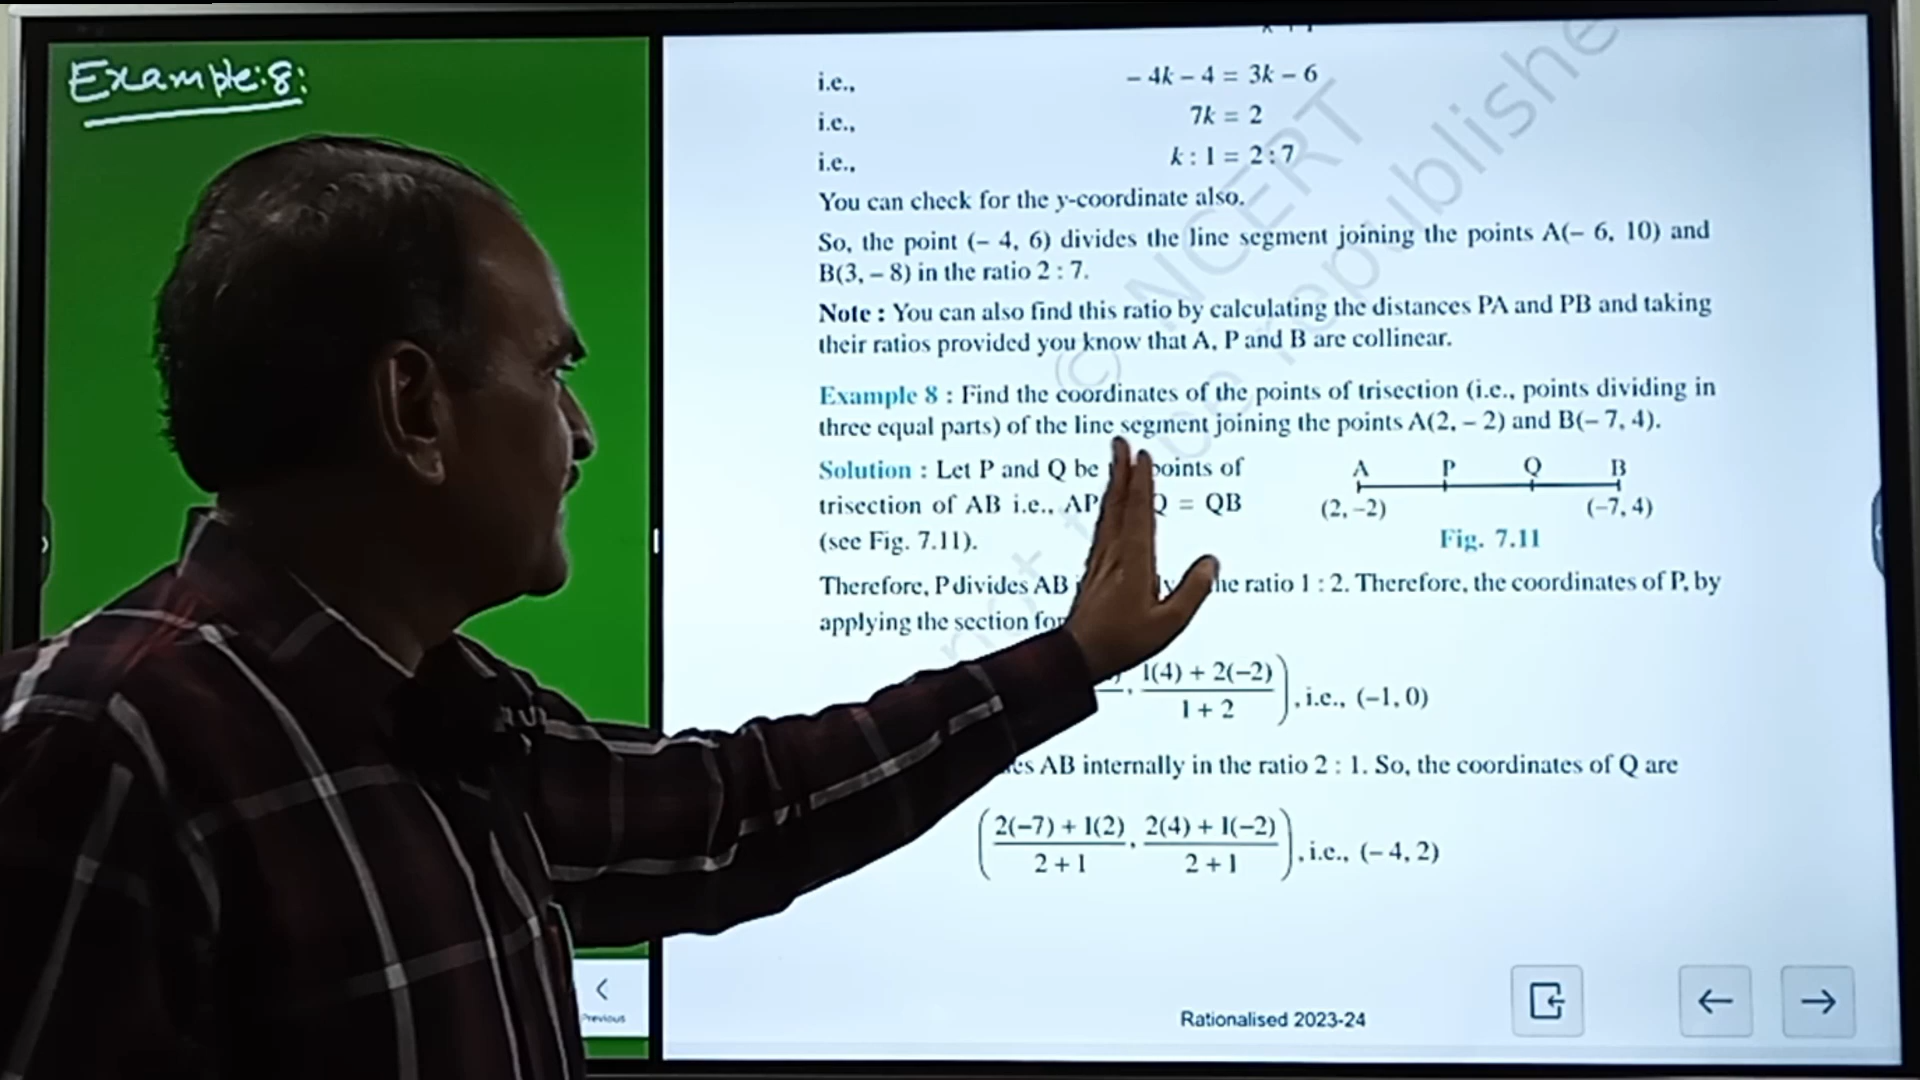 Example:8:
i.e., – 4k – 4 = 3k – 6
i.e., 7k = 2
i.e., k : 1 = 2 : 7
You can check for the y-coordinate also.
So, the point (– 4, 6) divides the line segment joining the points A(– 6, 10) and
B(3, – 8) in the ratio 2 : 7.
Note : You can also find this ratio by calculating the distances PA and PB and taking
their ratios provided you know that A, P and B are collinear.
Example 8 : Find the coordinates of the points of trisection (i.e., points dividing in
three equal parts) of the line segment joining the points A(2, – 2) and B(– 7, 4).
Solution : Let P and Q be points of
trisection of AB i.e., AP Q = QB
(see Fig. 7.11).
A P Q B
(2, –2) (–7, 4)
Fig. 7.11
Therefore, P divides AB the ratio 1 : 2. Therefore, the coordinates of P, by
applying the section
1(4) + 2(–2)
1 + 2
, i.e., (–1, 0)
AB internally in the ratio 2 : 1. So, the coordinates of Q are
(2(–7) + 1(2) , 2(4) + 1(–2))
2 + 1 2 + 1
, i.e., (– 4, 2)
Previous
Rationalised 2023-24
© NCERT
not to be republished